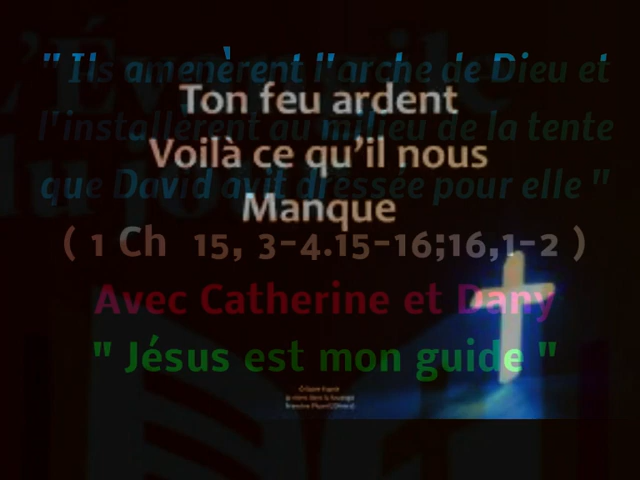 " Ils amenèrent l'arche de Dieu et
Ton feu ardent
l'installèrent au milieu de la tente
Voilà ce qu'il nous
que David avit dressée pour elle "
Manque
( 1 Ch 15, 3-4.15-16;16,1-2 )
Avec Catherine et Dany
" Jésus est mon guide "